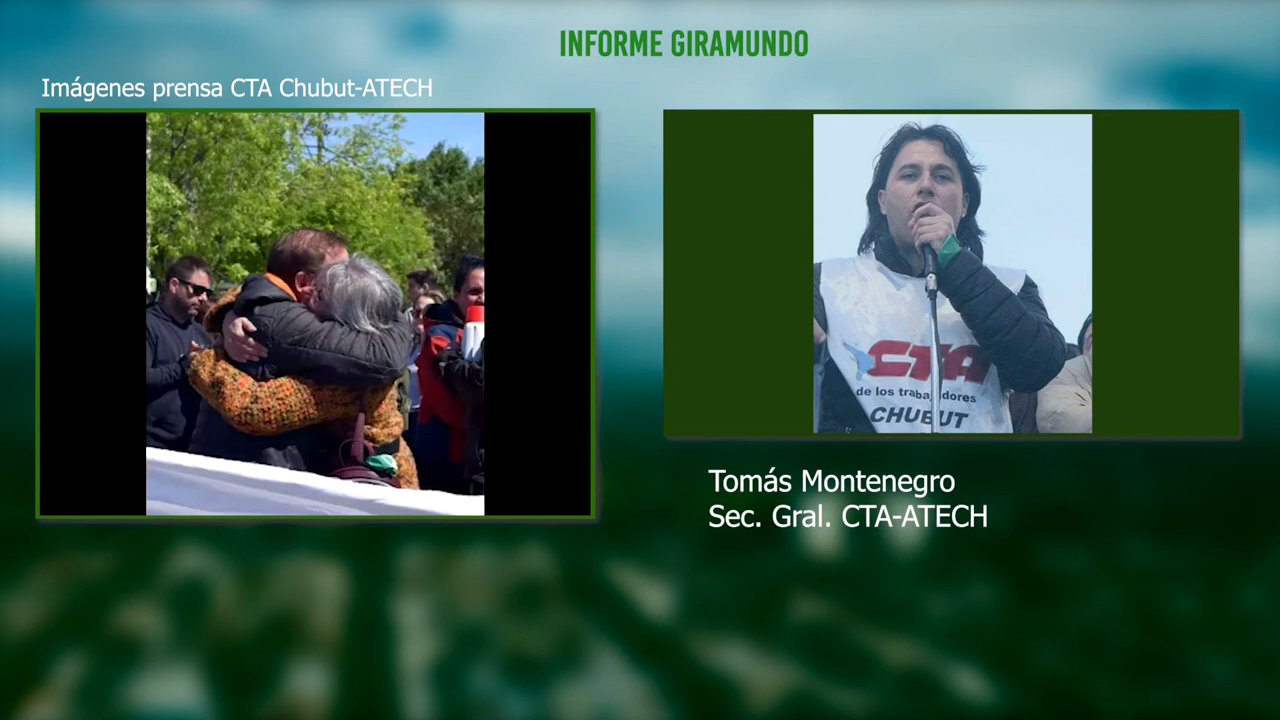 INFORME GIRAMUNDO
Imágenes prensa CTA Chubut-ATECH
CTA
de los trabajadores
CHUBUT
Tomás Montenegro
Sec. Gral. CTA-ATECH